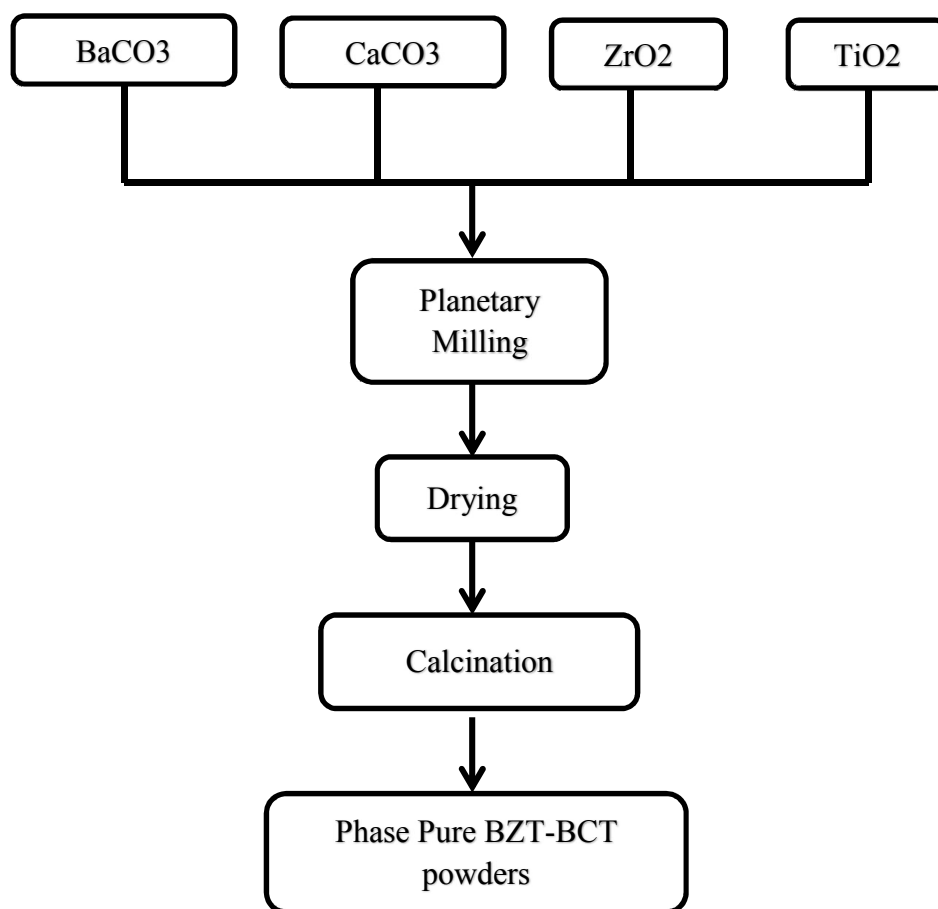 BaCO3
CaCO3
ZrO2
TiO2
Planetary
Milling
Drying
Calcination
Phase Pure BZT-BCT
powders